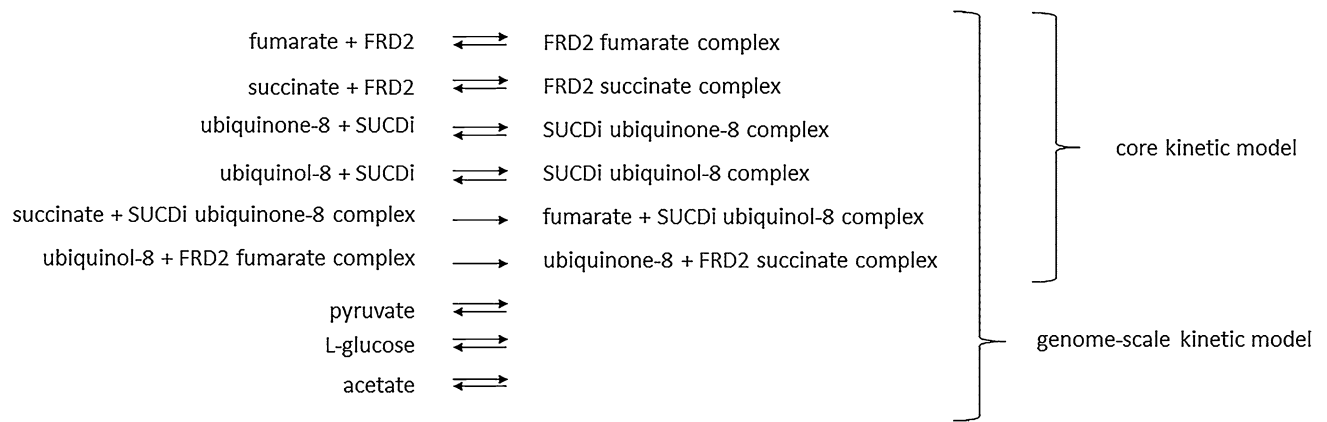 fumarate + FRD2 ⇌ FRD2 fumarate complex
succinate + FRD2 ⇌ FRD2 succinate complex
ubiquinone-8 + SUCDi ⇌ SUCDi ubiquinone-8 complex
ubiquinol-8 + SUCDi ⇌ SUCDi ubiquinol-8 complex
succinate + SUCDi ubiquinone-8 complex → fumarate + SUCDi ubiquinol-8 complex
ubiquinol-8 + FRD2 fumarate complex → ubiquinone-8 + FRD2 succinate complex
pyruvate ⇌
L-glucose ⇌
acetate ⇌
core kinetic model
genome-scale kinetic model